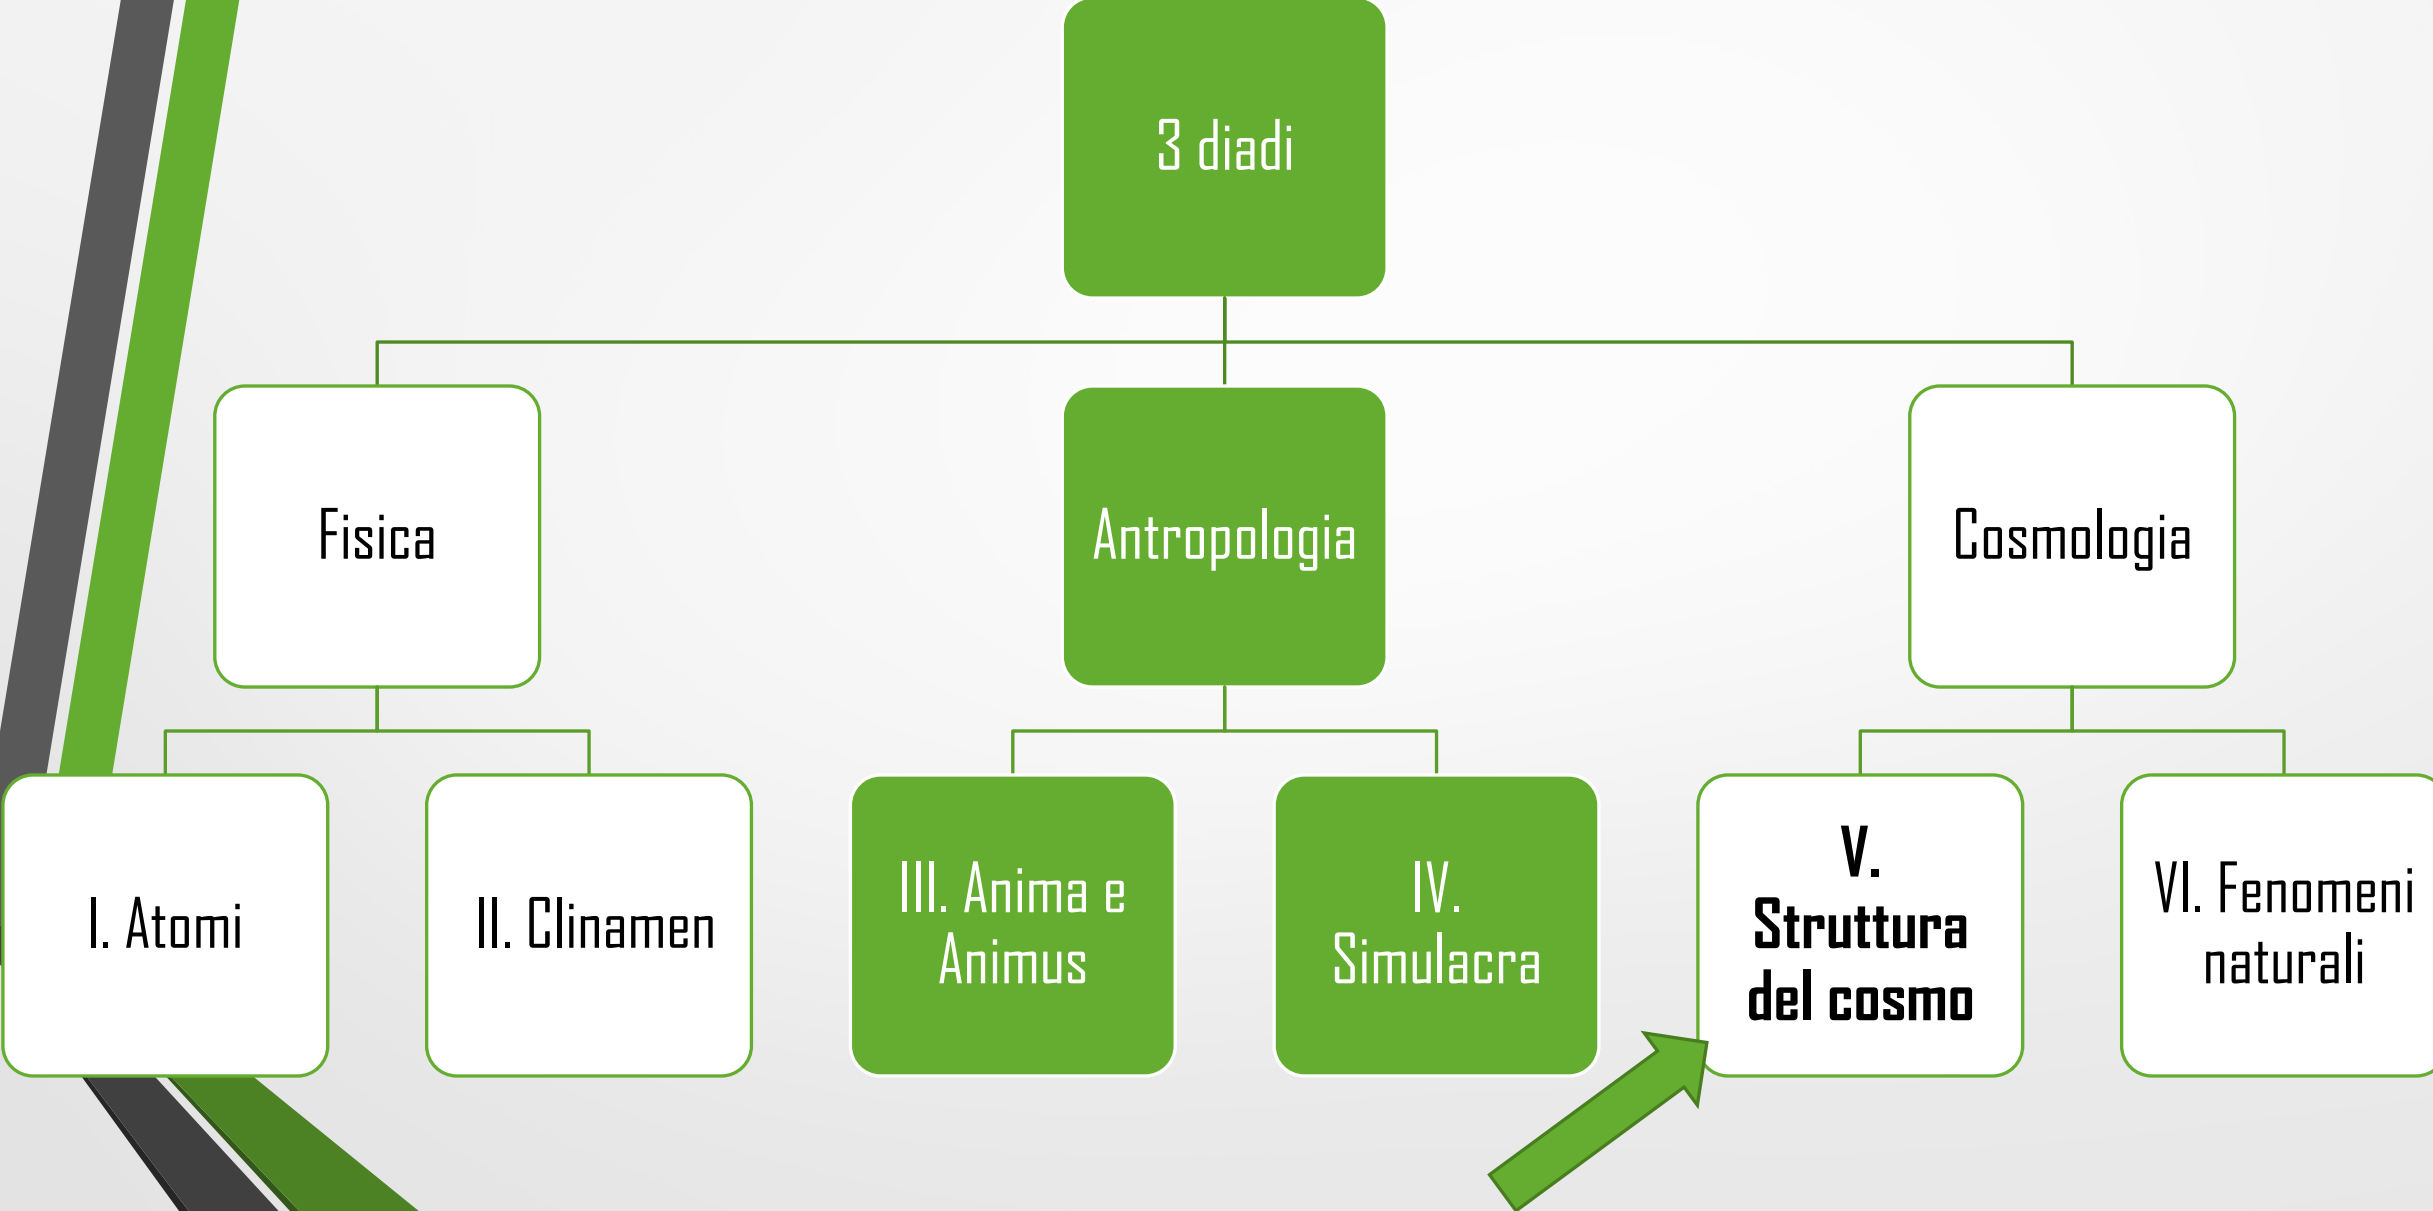 3 diadi
Fisica
Antropologia
Cosmologia
I. Atomi
II. Clinamen
III. Anima e
Animus
IV.
Simulacra
V.
Struttura
del cosmo
VI. Fenomeni
naturali